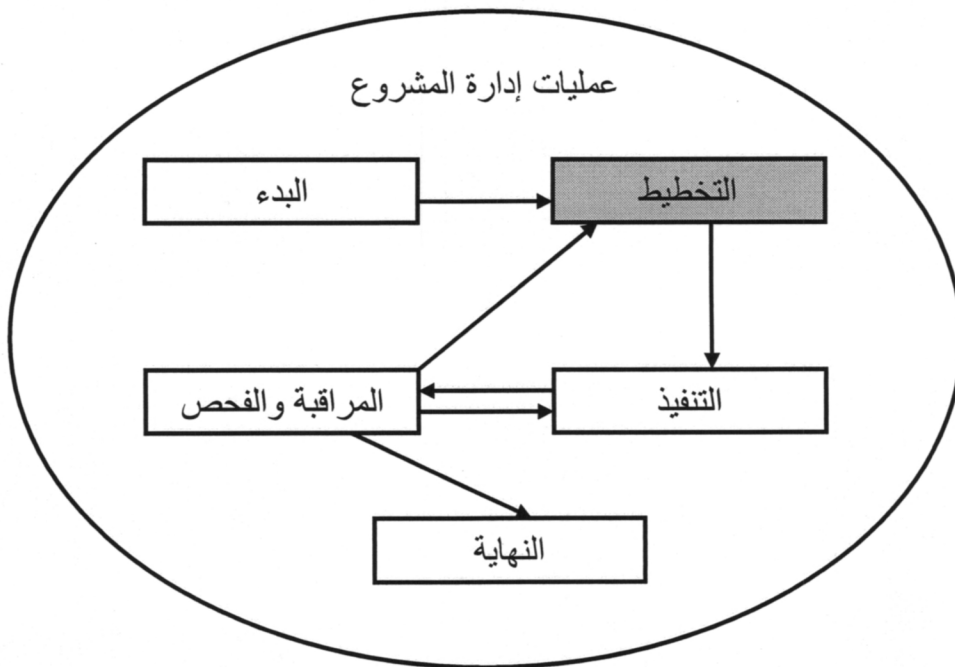 عمليات إدارة المشروع
البدء
التخطيط
المراقبة والفحص
التنفيذ
النهاية